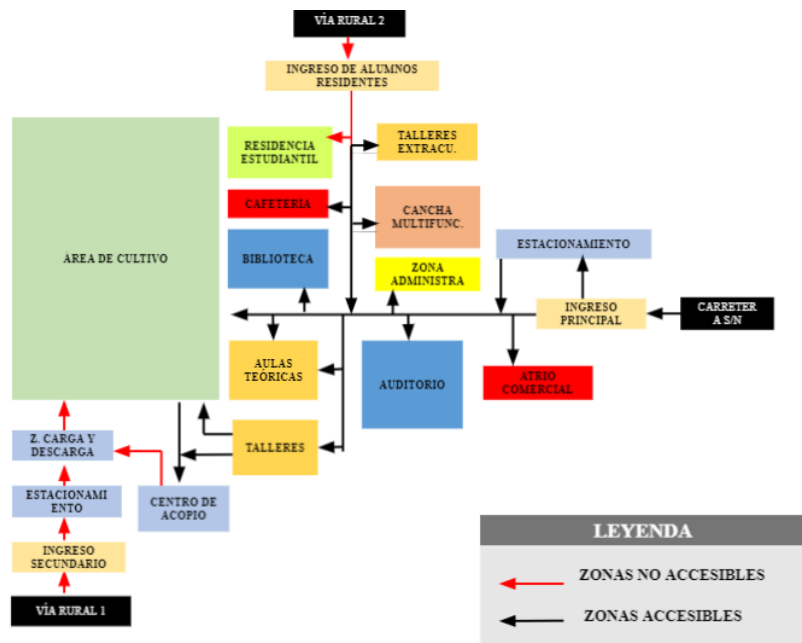 VÍA RURAL 2
INGRESO DE ALUMNOS
RESIDENTES
RESIDENCIA
ESTUDIANTIL
TALLERES
EXTRACU.
CAFETERIA
CANCHA
MULTIFUNC.
ÁREA DE CULTIVO
BIBLIOTECA
ZONA
ADMINISTRA
ESTACIONAMIENTO
INGRESO
PRINCIPAL
CARRETER
A S/N
AULAS
TEÓRICAS
AUDITORIO
ATRIO
COMERCIAL
Z. CARGA Y
DESCARGA
TALLERES
ESTACIONAMI
ENTO
CENTRO DE
ACOPIO
INGRESO
SECUNDARIO
VÍA RURAL 1
LEYENDA
ZONAS NO ACCESIBLES
ZONAS ACCESIBLES